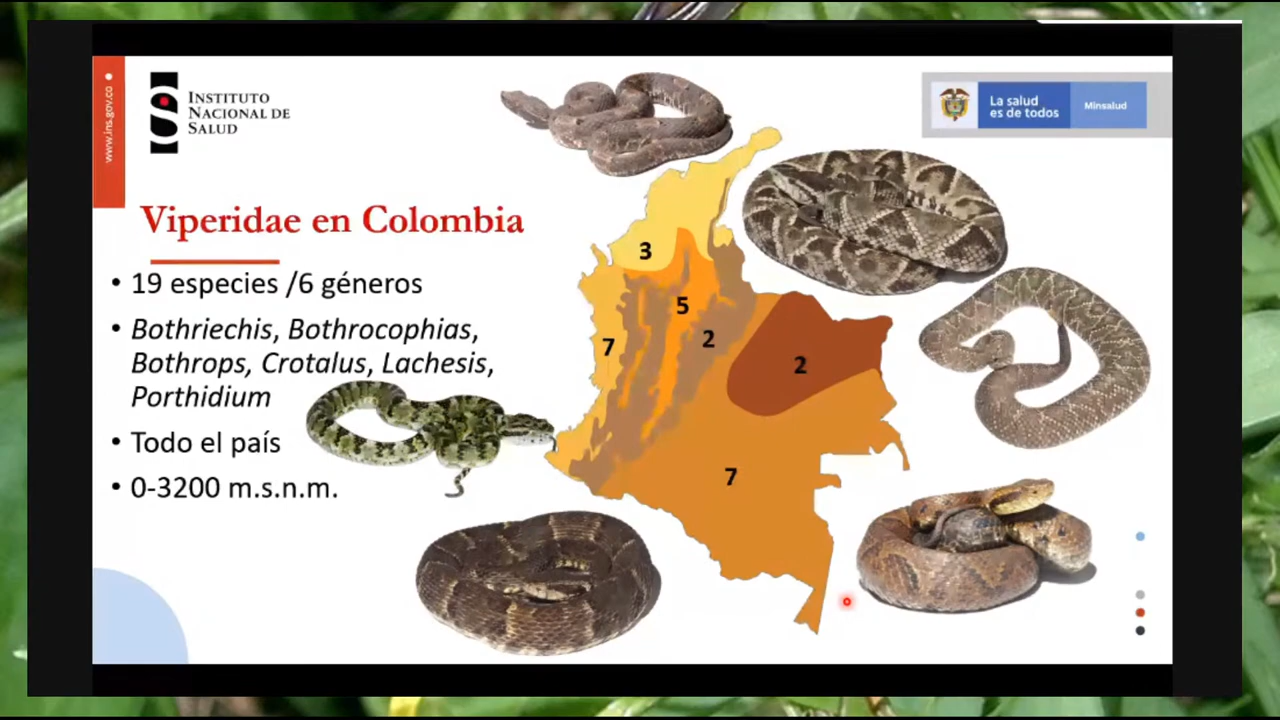 www.ins.gov.co
INSTITUTO
NACIONAL DE
SALUD
La salud
es de todos
Minsalud
Viperidae en Colombia
• 19 especies /6 géneros
• Bothriechis, Bothrocophias,
Bothrops, Crotalus, Lachesis,
Porthidium
• Todo el país
• 0-3200 m.s.n.m.
3
5
2
7
2
7